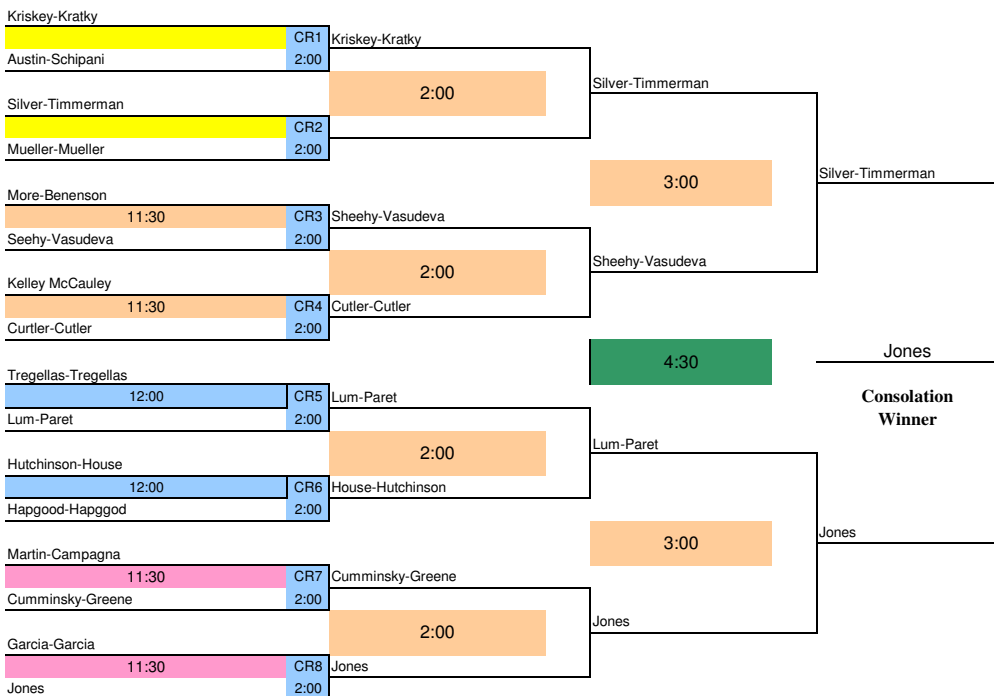 Kriskey-Kratky
CR1 Kriskey-Kratky
Austin-Schipani 2:00
2:00
Silver-Timmerman
Silver-Timmerman
CR2
Mueller-Mueller 2:00
3:00
Silver-Timmerman
More-Benenson
11:30 CR3 Sheehy-Vasudeva
Seehy-Vasudeva 2:00
2:00
Sheehy-Vasudeva
Kelley McCauley
11:30 CR4 Cutler-Cutler
Curtler-Cutler 2:00
4:30
Jones
Consolation
Winner
Tregellas-Tregellas
12:00 CR5 Lum-Paret
Lum-Paret 2:00
2:00
Lum-Paret
Hutchinson-House
12:00 CR6 House-Hutchinson
Hapgood-Hapggod 2:00
3:00
Jones
Martin-Campagna
11:30 CR7 Cumminsky-Greene
Cumminsky-Greene 2:00
2:00
Jones
Garcia-Garcia
11:30 CR8 Jones
Jones 2:00